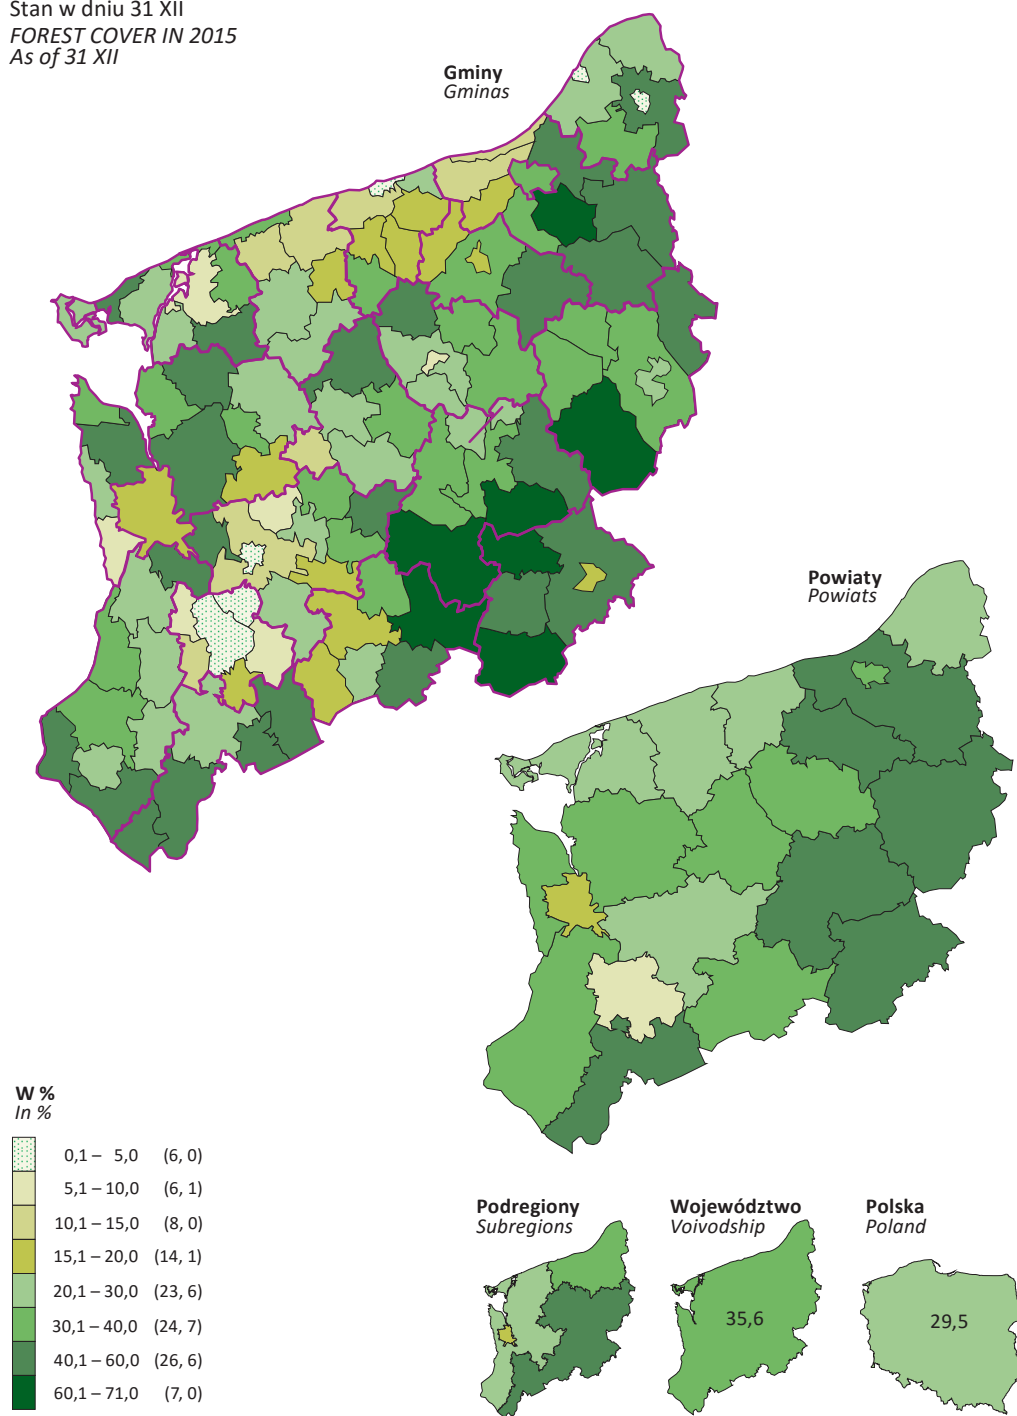 Stan w dniu 31 XII
FOREST COVER IN 2015
As of 31 XII
Gminy
Gminas
Powiaty
Powiats
W %
In %
0,1 – 5,0 (6, 0)
5,1 – 10,0 (6, 1)
10,1 – 15,0 (8, 0)
15,1 – 20,0 (14, 1)
20,1 – 30,0 (23, 6)
30,1 – 40,0 (24, 7)
40,1 – 60,0 (26, 6)
60,1 – 71,0 (7, 0)
Podregiony
Subregions
Województwo
Voivodship
Polska
Poland
35,6
29,5